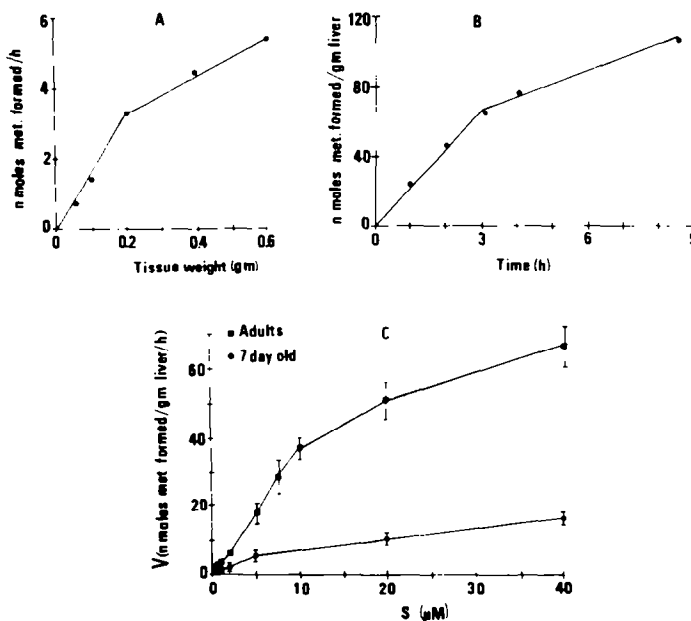 A
n moles met. formed/h
6
4
2
0
0
0.2
0.4
0.6
Tissue weight (gm)
B
n moles met. formed/gm liver
120
80
40
0
0
3
6
9
Time (h)
C
Adults
7 day old
V(n moles met formed/gm liver/h)
60
40
20
0
0
10
20
30
40
S (µM)